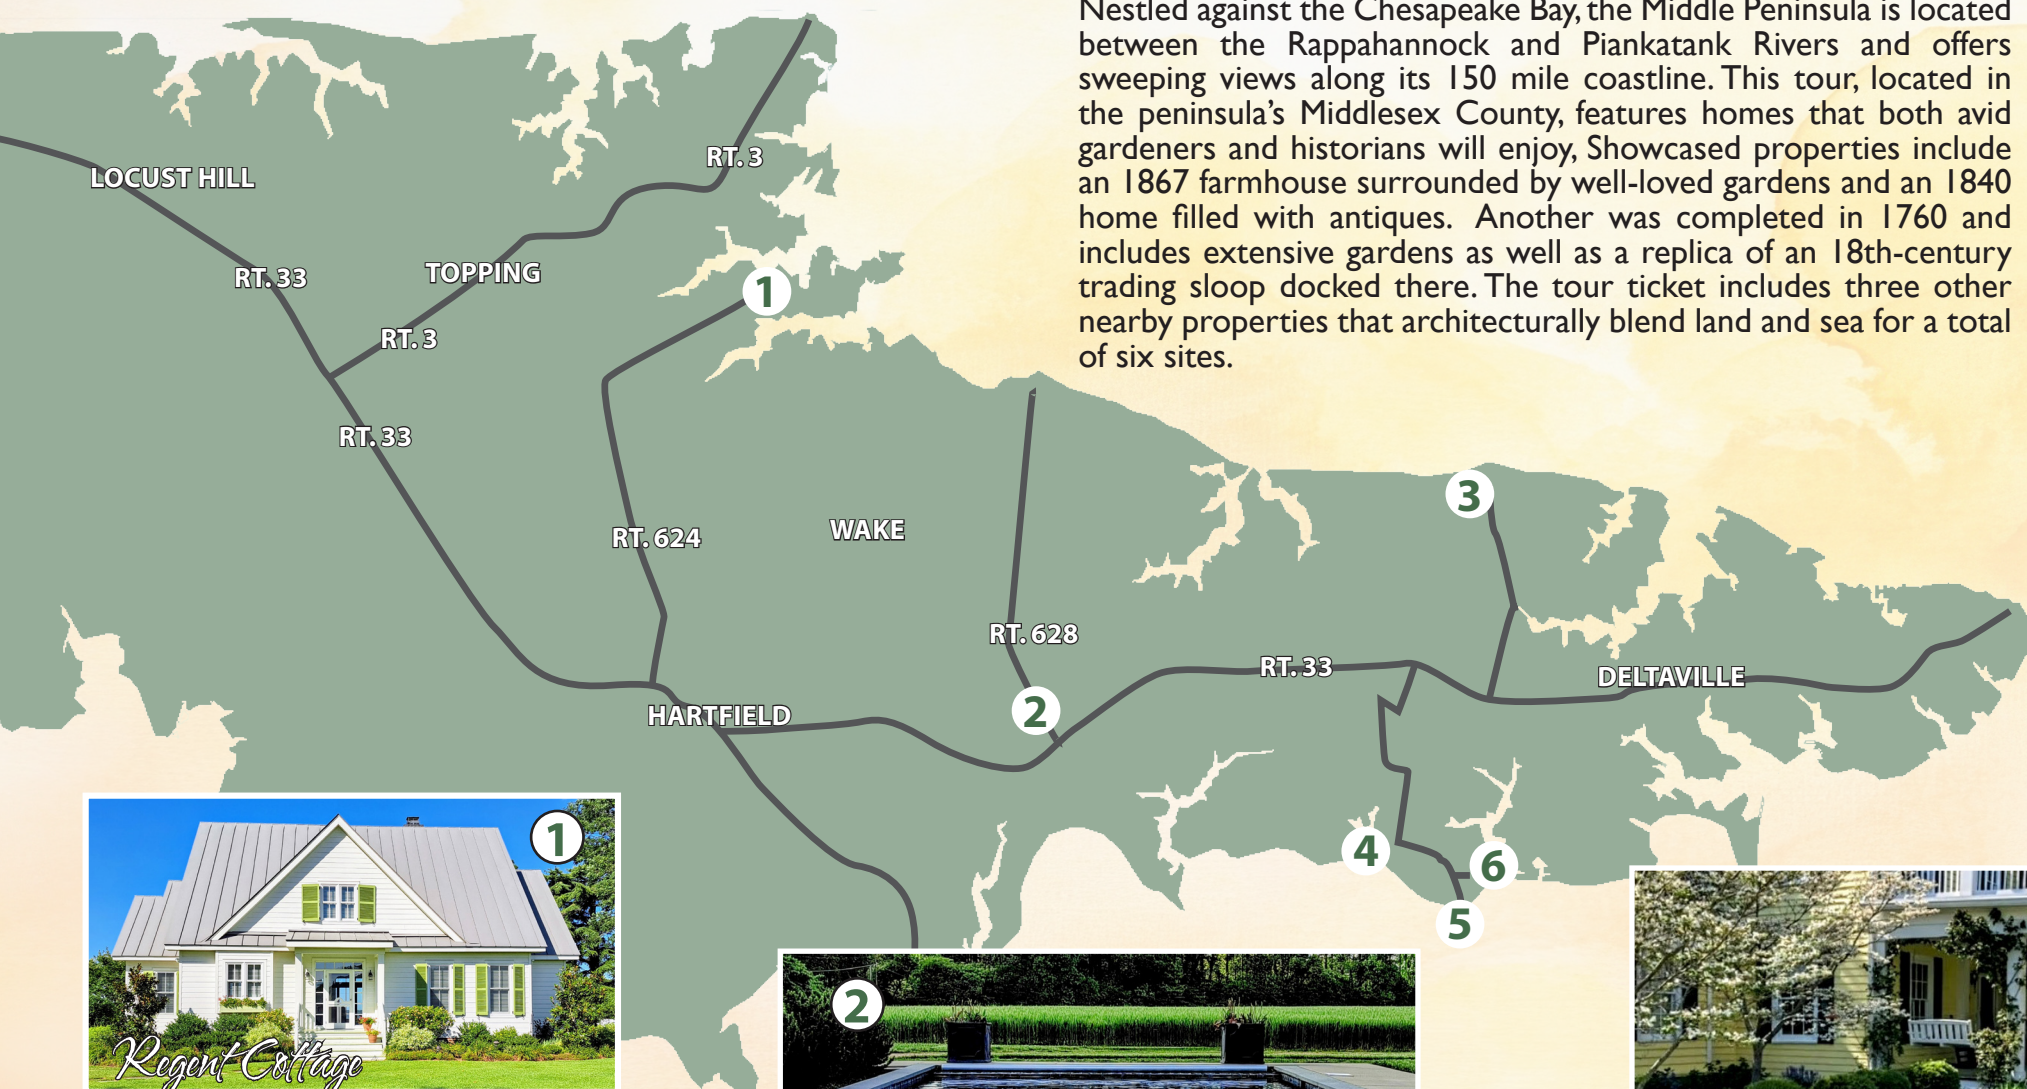 Nestled against the Chesapeake Bay, the Middle Peninsula is located
between the Rappahannock and Piankatank Rivers and offers
sweeping views along its 150 mile coastline. This tour, located in
the peninsula’s Middlesex County, features homes that both avid
gardeners and historians will enjoy, Showcased properties include
an 1867 farmhouse surrounded by well-loved gardens and an 1840
home filled with antiques. Another was completed in 1760 and
includes extensive gardens as well as a replica of an 18th-century
trading sloop docked there. The tour ticket includes three other
nearby properties that architecturally blend land and sea for a total
of six sites.
RT. 3
LOCUST HILL
RT. 33
TOPPING
1
RT. 3
RT. 33
3
WAKE
RT. 624
RT. 628
RT. 33
DELTAVILLE
2
HARTFIELD
4
6
5
1
Regent Cottage
2